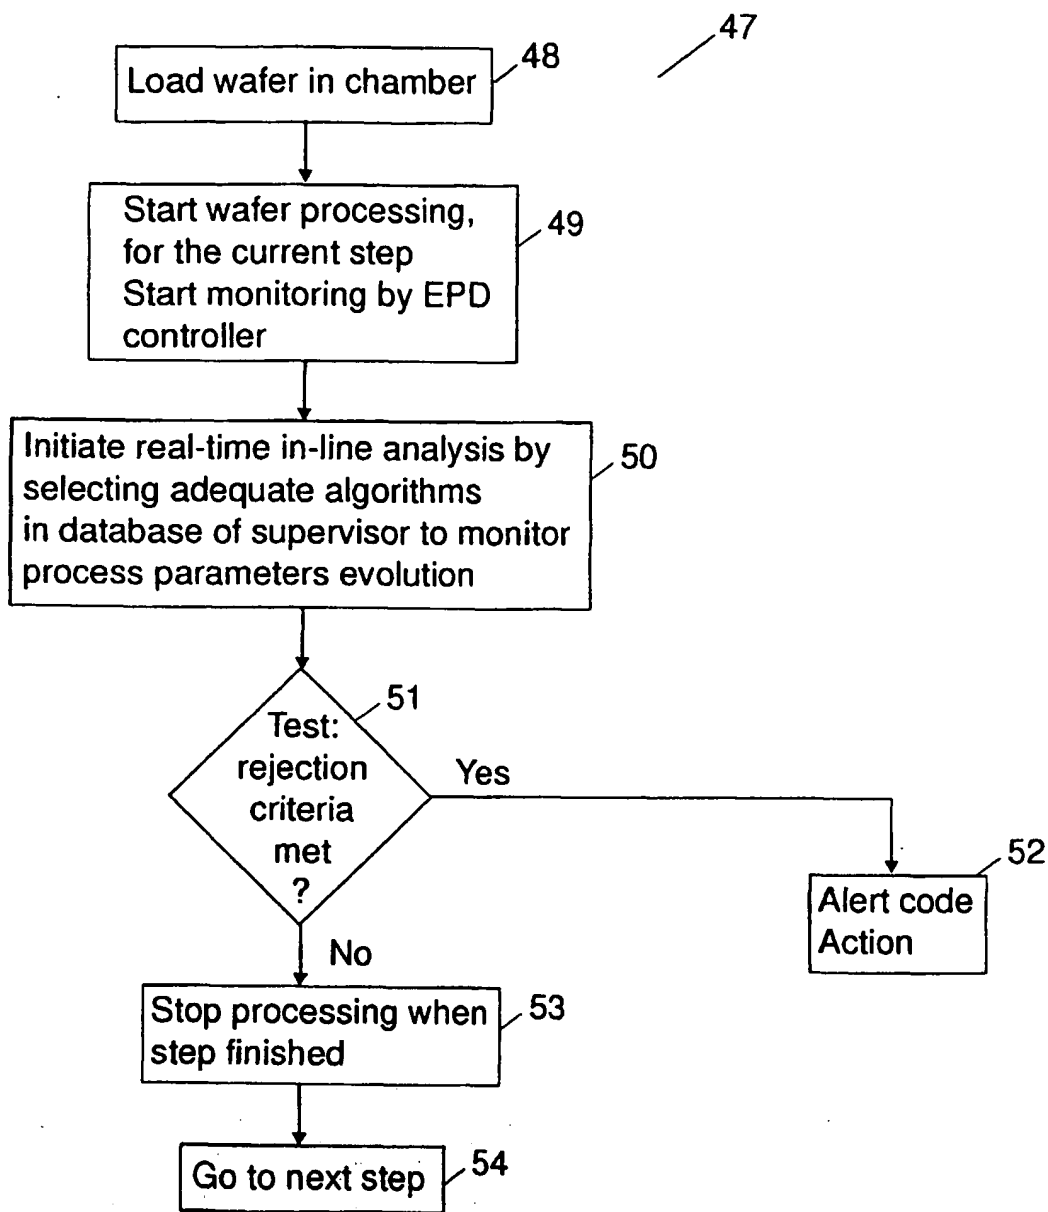 47
48
Load wafer in chamber
Start wafer processing,
for the current step
Start monitoring by EPD
controller
49
Initiate real-time in-line analysis by
selecting adequate algorithms
in database of supervisor to monitor
process parameters evolution
50
51
Test:
rejection
criteria
met
?
Yes
52
Alert code
Action
No
Stop processing when
step finished
53
Go to next step
54